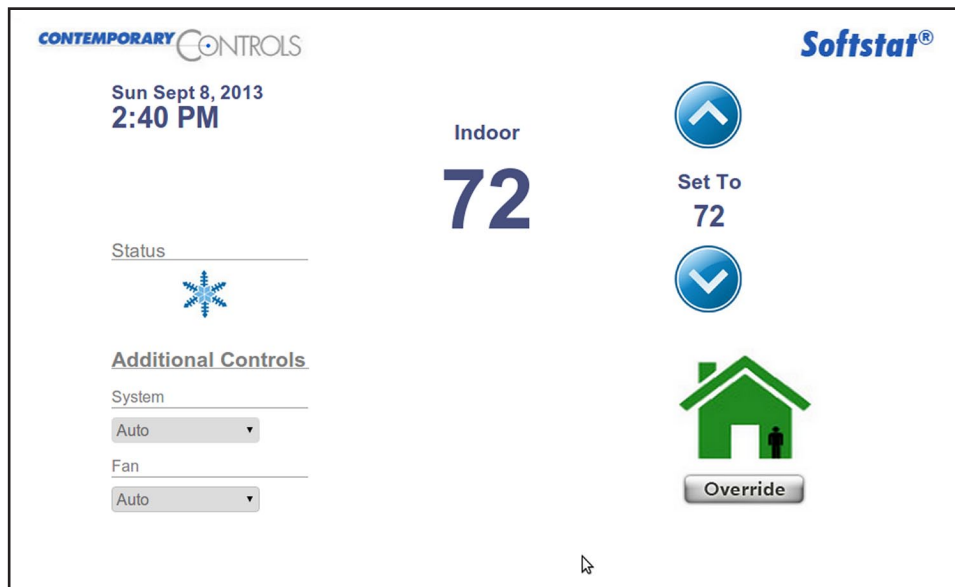 CONTEMPORARY CONTROLS
Softstat®
Sun Sept 8, 2013
2:40 PM
Indoor
72
Set To
72
Status
Additional Controls
System
Auto
Fan
Auto
Override